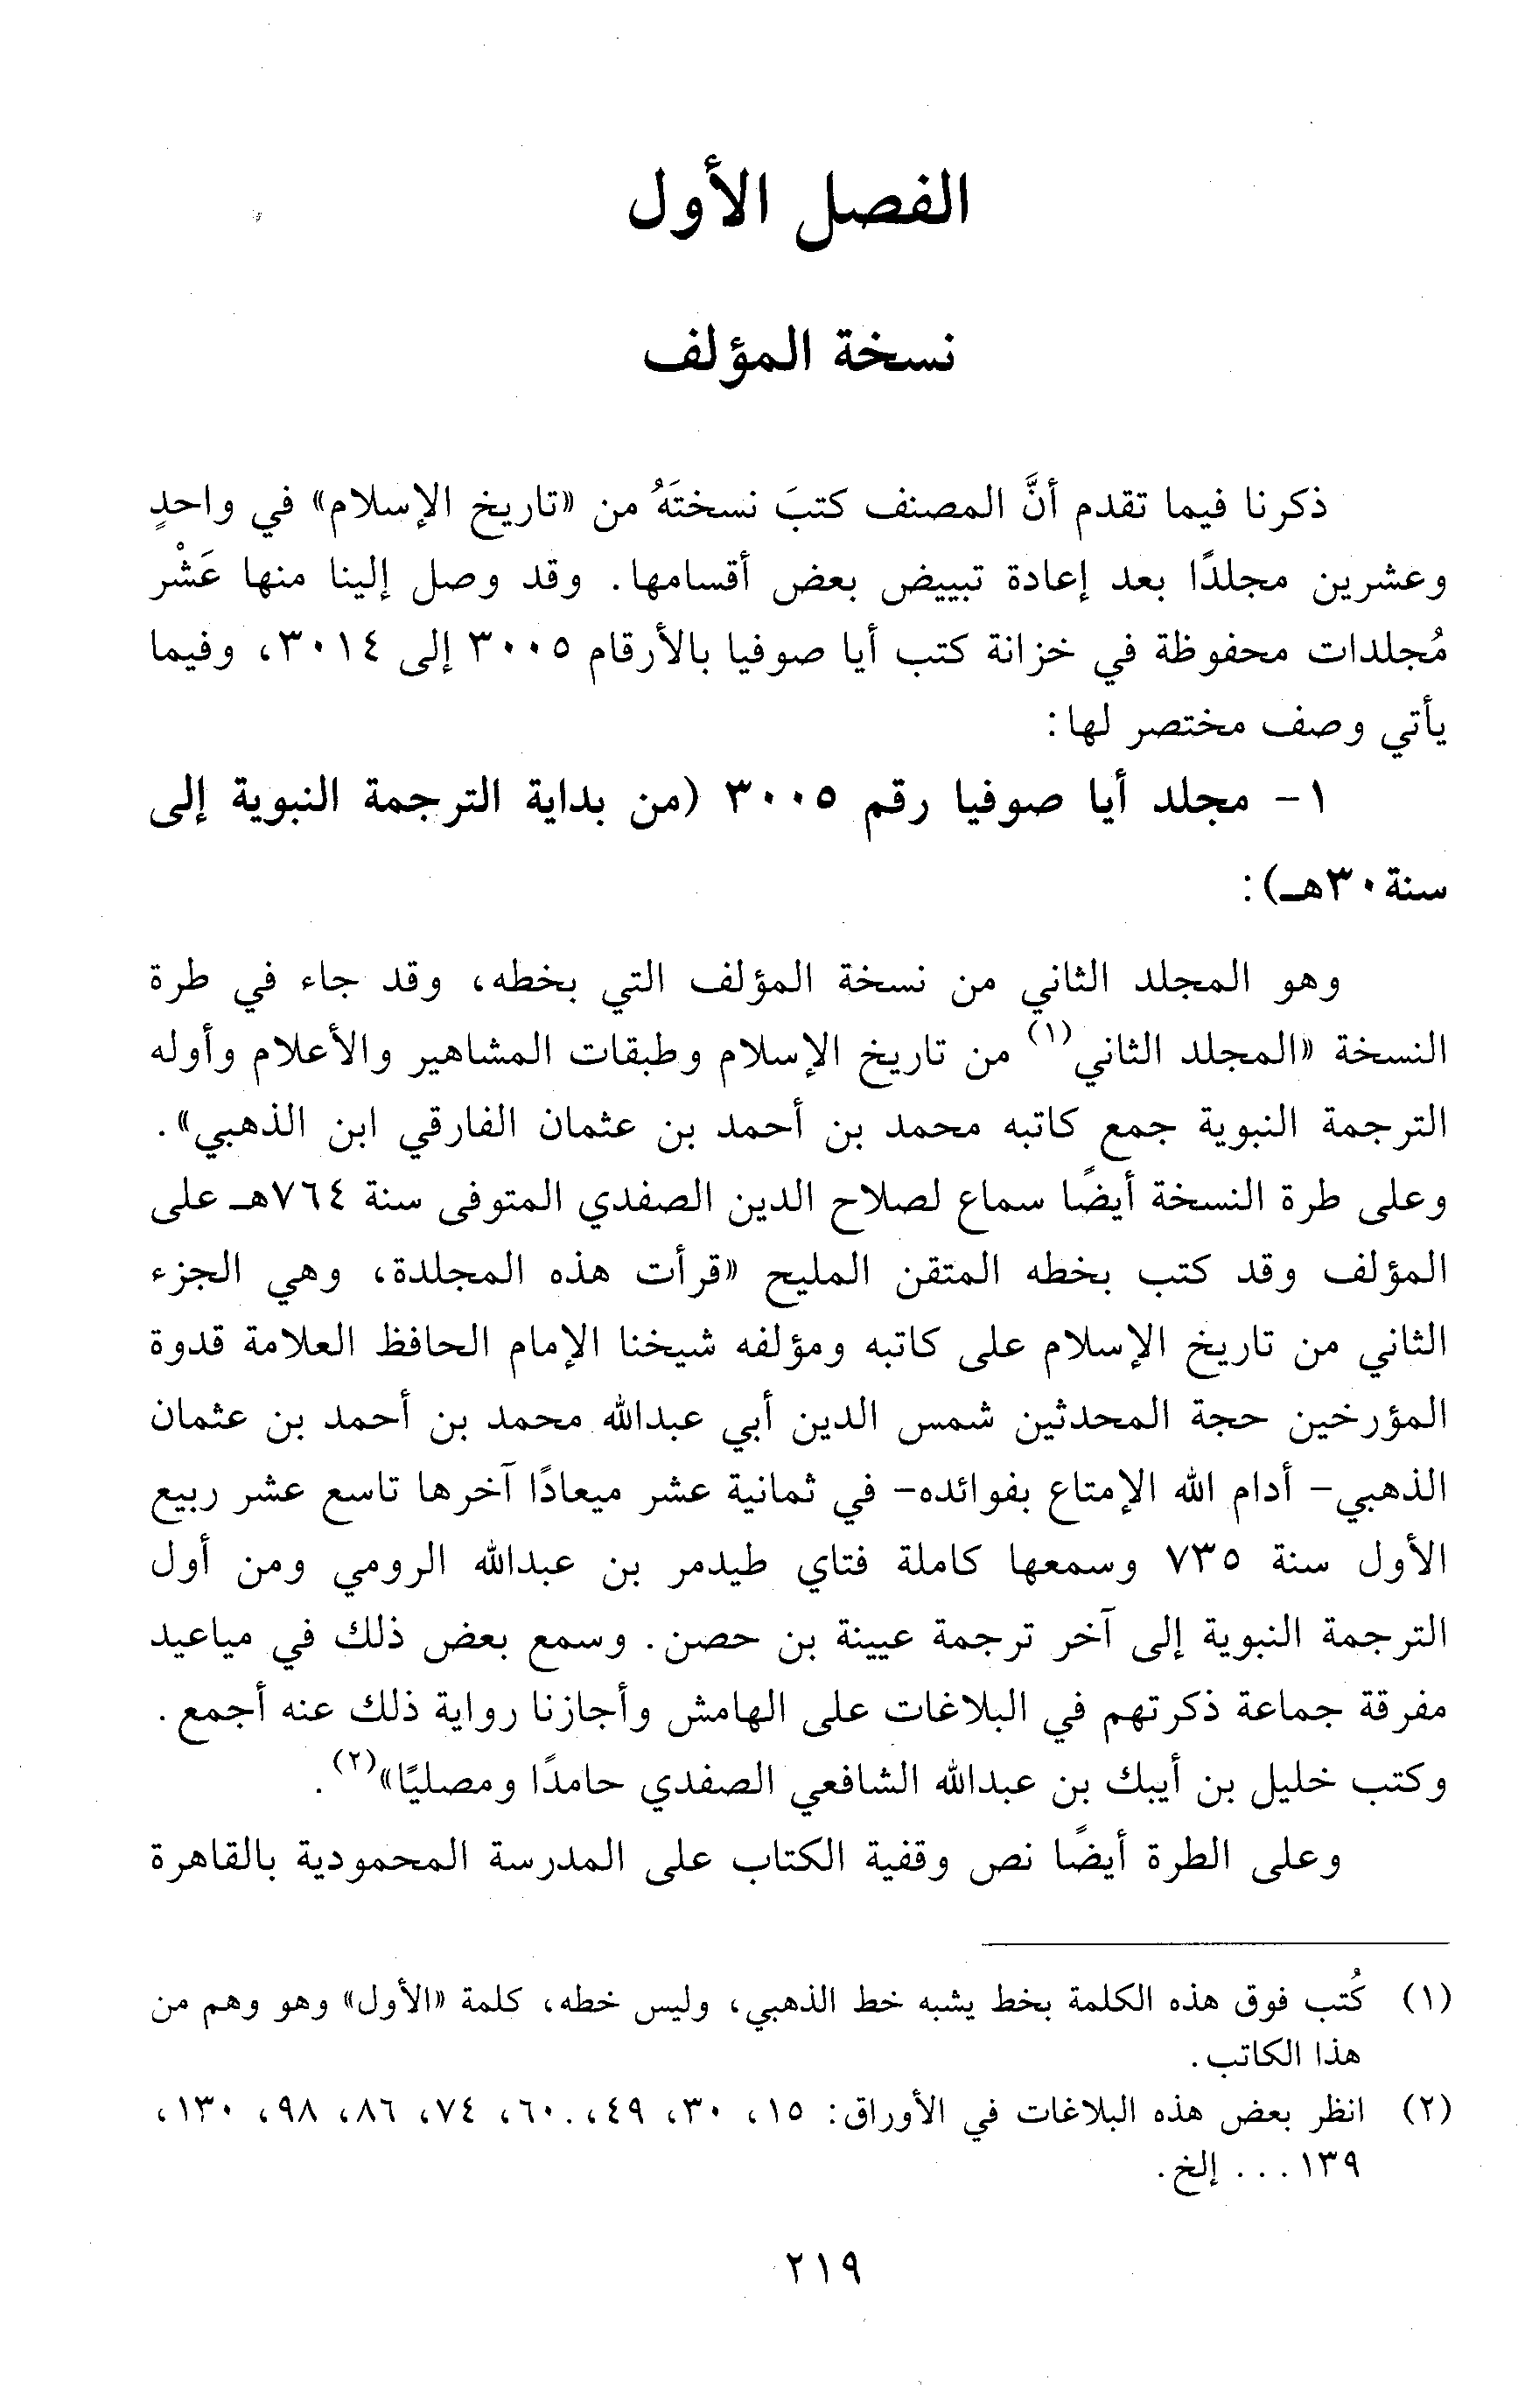 الفصل الأول
نسخة المؤلف
ذكرنا فيما تقدم أنَّ المصنف كتبَ نسختَهُ من «تاريخ الإسلام» في واحدٍ
وعشرين مجلدًا بعد إعادة تبييض بعض أقسامها. وقد وصل إلينا منها عَشْر
مُجلدات محفوظة في خزانة كتب أيا صوفيا بالأرقام ٣٠٠٥ إلى ٣٠١٤، وفيما
يأتي وصف مختصر لها:
١- مجلد أيا صوفيا رقم ٣٠٠٥ (من بداية الترجمة النبوية إلى
سنة ٣٠هـ):
وهو المجلد الثاني من نسخة المؤلف التي بخطه، وقد جاء في طرة
النسخة «المجلد الثاني(١) من تاريخ الإسلام وطبقات المشاهير والأعلام وأوله
الترجمة النبوية جمع كاتبه محمد بن أحمد بن عثمان الفارقي ابن الذهبي».
وعلى طرة النسخة أيضًا سماع لصلاح الدين الصفدي المتوفى سنة ٧٦٤هـ على
المؤلف وقد كتب بخطه المتقن المليح «قرأت هذه المجلدة، وهي الجزء
الثاني من تاريخ الإسلام على كاتبه ومؤلفه شيخنا الإمام الحافظ العلامة قدوة
المؤرخين حجة المحدثين شمس الدين أبي عبدالله محمد بن أحمد بن عثمان
الذهبي- أدام الله الإمتاع بفوائده- في ثمانية عشر ميعادًا آخرها تاسع عشر ربيع
الأول سنة ٧٣٥ وسمعها كاملة فتاي طيدمر بن عبدالله الرومي ومن أول
الترجمة النبوية إلى آخر ترجمة عيينة بن حصن. وسمع بعض ذلك في مياعيد
مفرقة جماعة ذكرتهم في البلاغات على الهامش وأجازنا رواية ذلك عنه أجمع.
وكتب خليل بن أيبك بن عبدالله الشافعي الصفدي حامدًا ومصليًا»(٢).
وعلى الطرة أيضًا نص وقفية الكتاب على المدرسة المحمودية بالقاهرة
(١) كُتب فوق هذه الكلمة بخط يشبه خط الذهبي، وليس خطه، كلمة «الأول» وهو وهم من
هذا الكاتب.
(٢) انظر بعض هذه البلاغات في الأوراق: ١٥، ٣٠، ٤٩، ٦٠، ٧٤، ٨٦، ٩٨، ١٣٠،
١٣٩... إلخ.
٢١٩